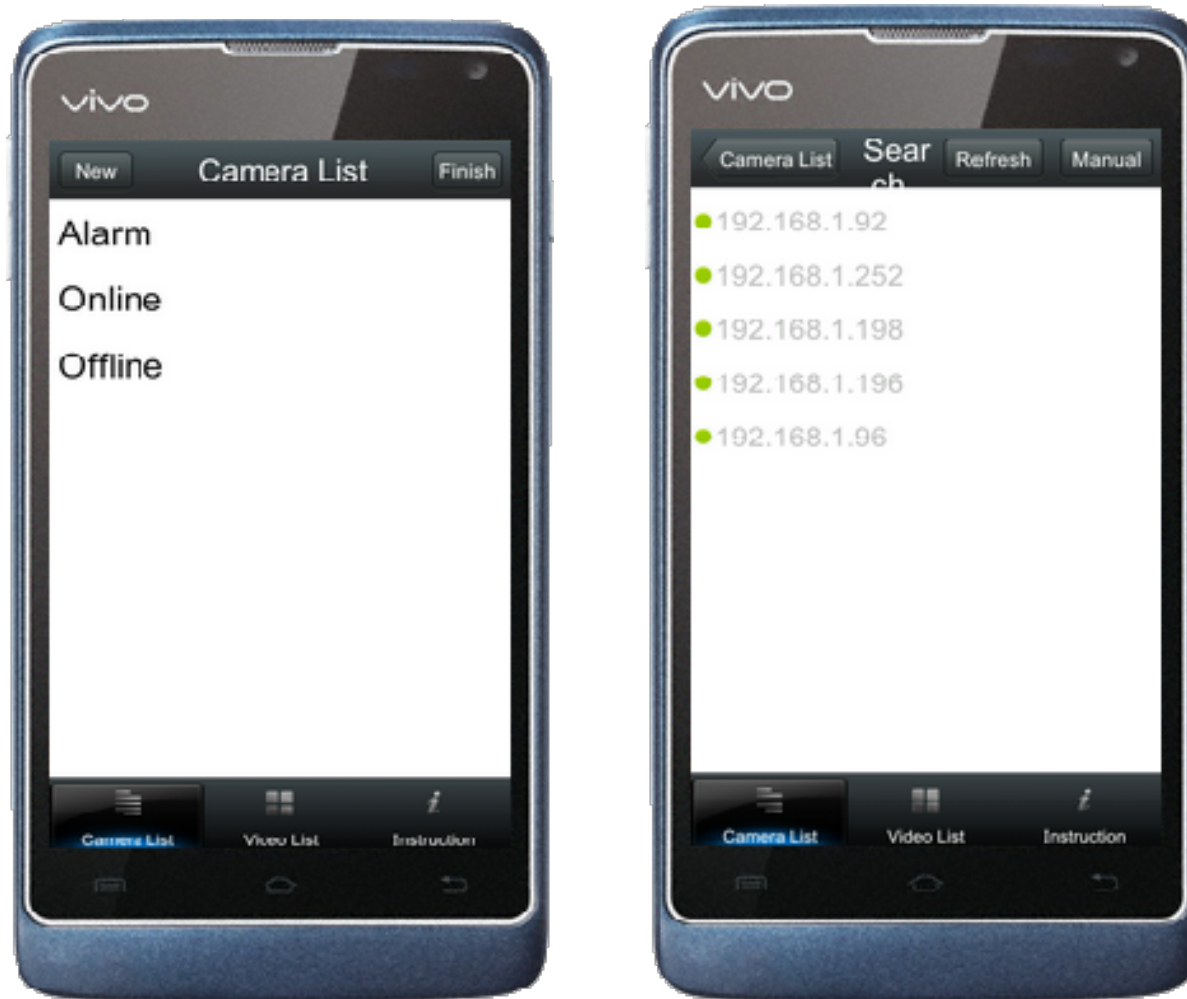 vivo
New Camera List Finish
Alarm
Online
Offline
Camera List Video List Instruction
vivo
Camera List Sear Refresh Manual
ch
192.168.1.92
192.168.1.252
192.168.1.198
192.168.1.196
192.168.1.96
Camera List Video List Instruction